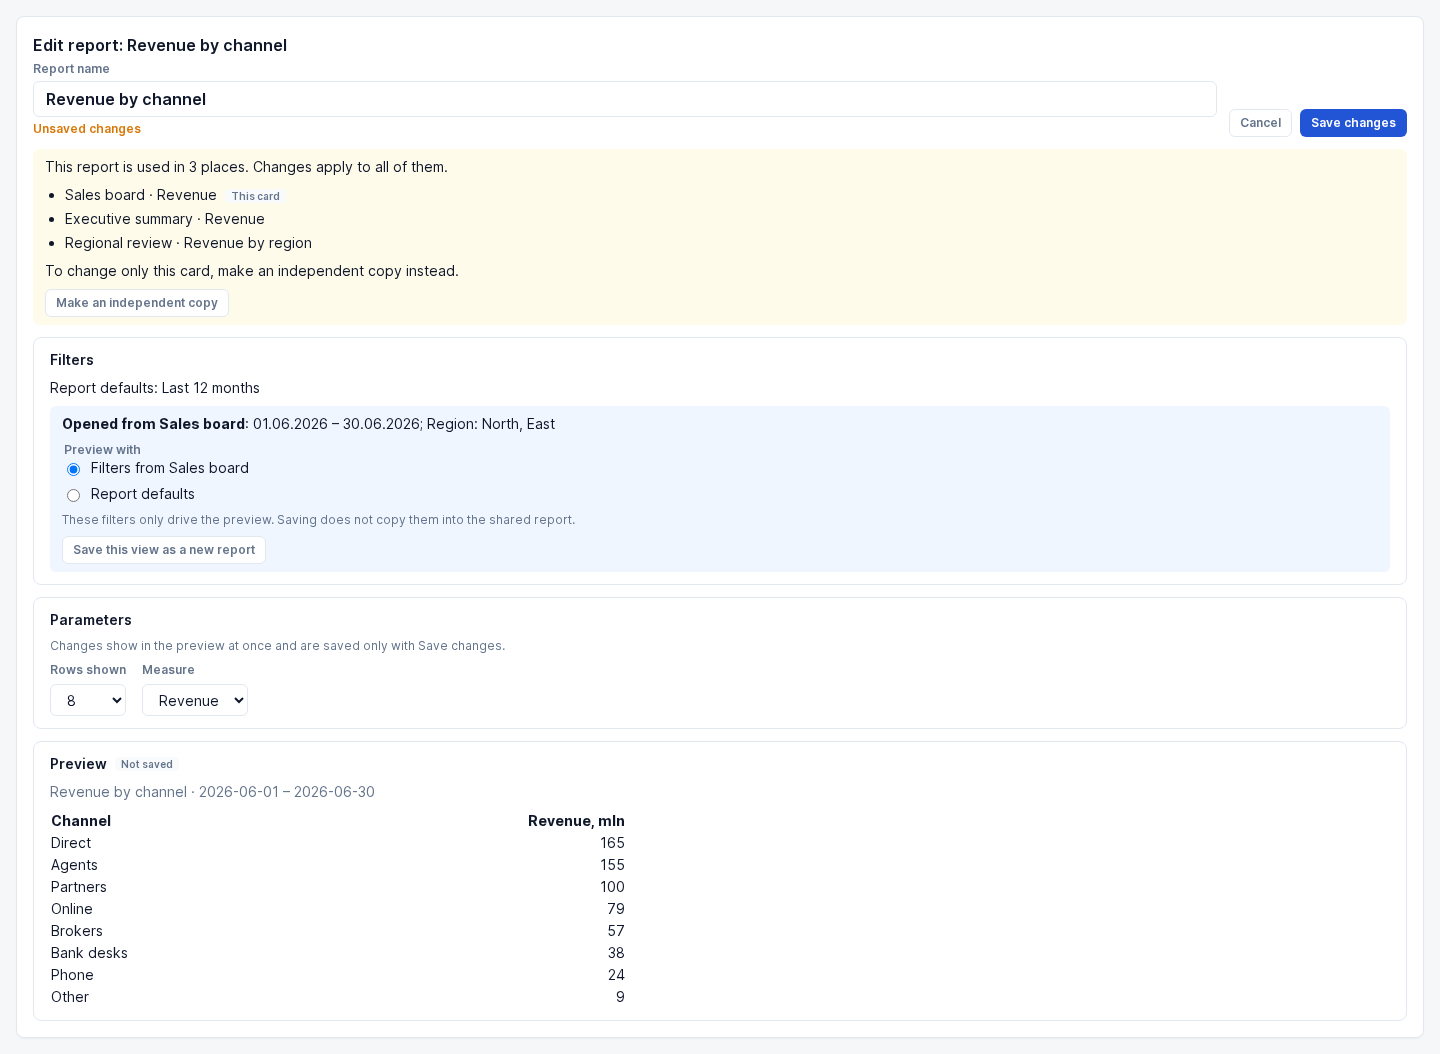 Edit report: Revenue by channel
Report name
Revenue by channel
Unsaved changes
Cancel
Save changes
This report is used in 3 places. Changes apply to all of them.
• Sales board · Revenue This card
• Executive summary · Revenue
• Regional review · Revenue by region
To change only this card, make an independent copy instead.
Make an independent copy
Filters
Report defaults: Last 12 months
Opened from Sales board: 01.06.2026 – 30.06.2026; Region: North, East
Preview with
Filters from Sales board
Report defaults
These filters only drive the preview. Saving does not copy them into the shared report.
Save this view as a new report
Parameters
Changes show in the preview at once and are saved only with Save changes.
Rows shown Measure
8 Revenue
Preview Not saved
Revenue by channel · 2026-06-01 – 2026-06-30
Channel Revenue, mln
Direct 165
Agents 155
Partners 100
Online 79
Brokers 57
Bank desks 38
Phone 24
Other 9